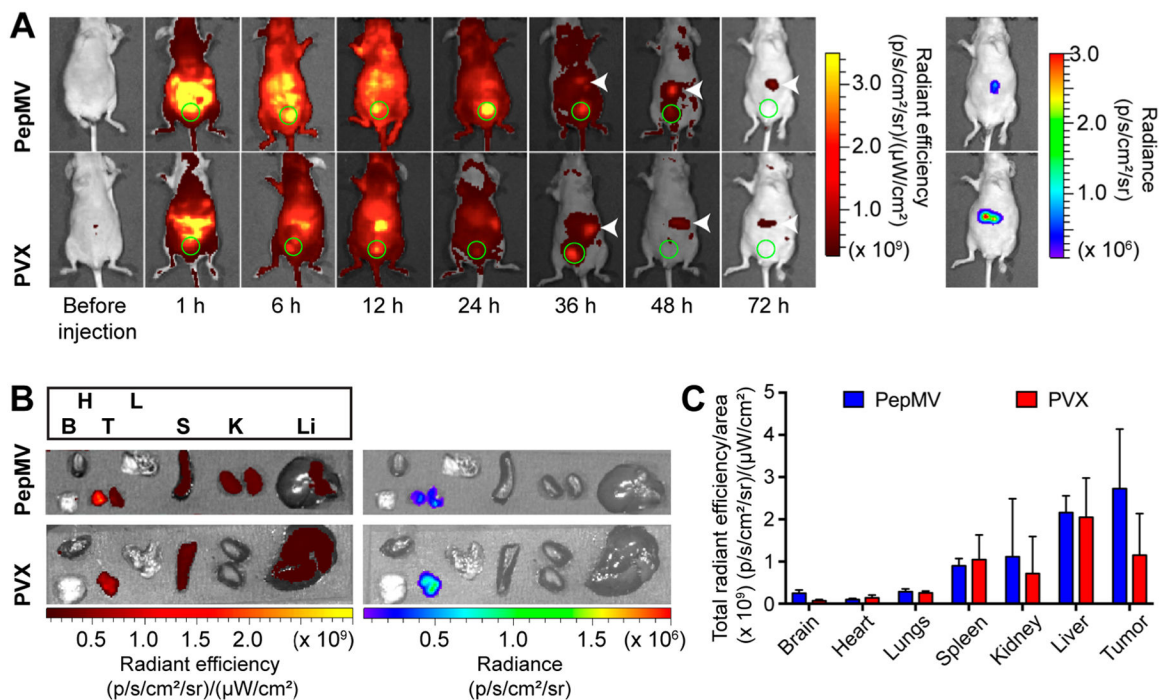 A
PepMV
PVX
Before
injection
1 h
6 h
12 h
24 h
36 h
48 h
72 h
3.0
2.0
1.0
(x 10⁹)
Radiant efficiency
(p/s/cm²/sr)/(µW/cm²)
3.0
2.0
1.0
(x 10⁶)
Radiance
(p/s/cm²/sr)
B
H L
B T S K Li
PepMV
PVX
0.5 1.0 1.5 2.0 (x 10⁹)
Radiant efficiency
(p/s/cm²/sr)/(µW/cm²)
0.5 1.0 1.5 (x 10⁶)
Radiance
(p/s/cm²/sr)
C
Total radiant efficiency/area
(x 10⁹) (p/s/cm²/sr)/(µW/cm²)
5
4
3
2
1
0
PepMV PVX
Brain
Heart
Lungs
Spleen
Kidney
Liver
Tumor